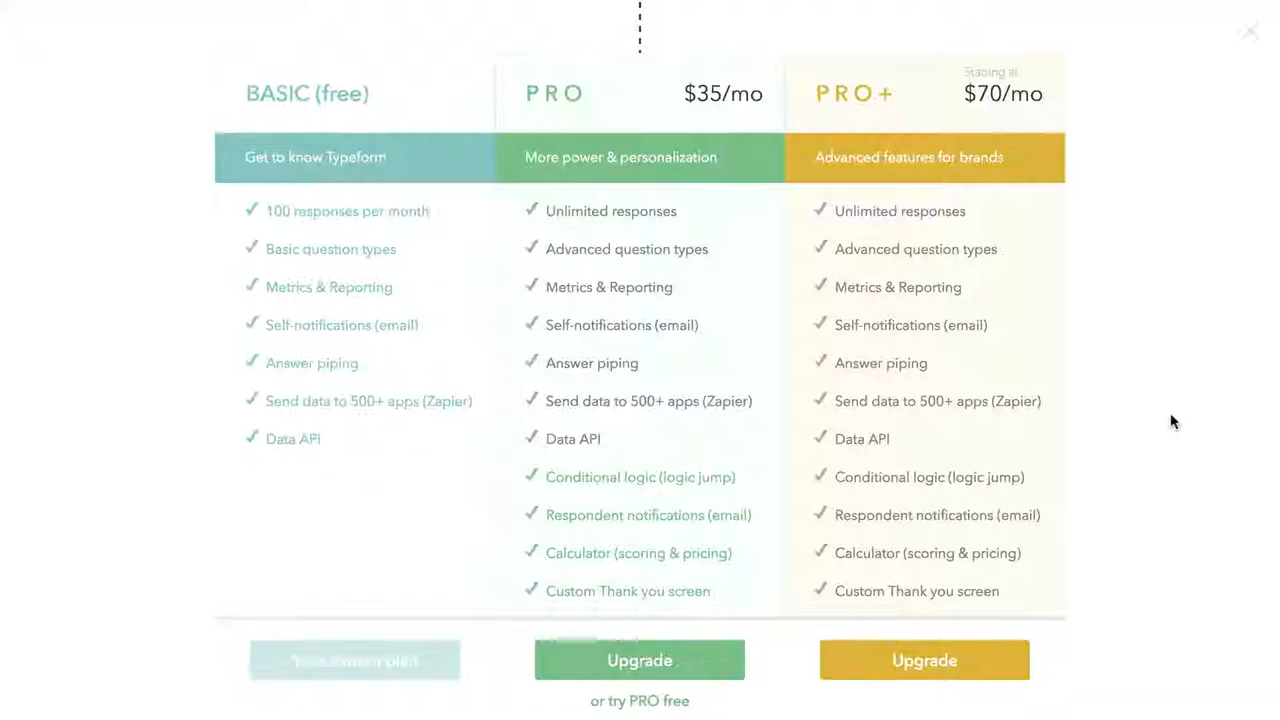 BASIC (free)
PRO
$35/mo
PRO+
Starting at
$70/mo
Get to know Typeform
More power & personalization
Advanced features for brands
100 responses per month
Basic question types
Metrics & Reporting
Self-notifications (email)
Answer piping
Send data to 500+ apps (Zapier)
Data API
Unlimited responses
Advanced question types
Metrics & Reporting
Self-notifications (email)
Answer piping
Send data to 500+ apps (Zapier)
Data API
Conditional logic (logic jump)
Respondent notifications (email)
Calculator (scoring & pricing)
Custom Thank you screen
Unlimited responses
Advanced question types
Metrics & Reporting
Self-notifications (email)
Answer piping
Send data to 500+ apps (Zapier)
Data API
Conditional logic (logic jump)
Respondent notifications (email)
Calculator (scoring & pricing)
Custom Thank you screen
Your current plan
Upgrade
or try PRO free
Upgrade